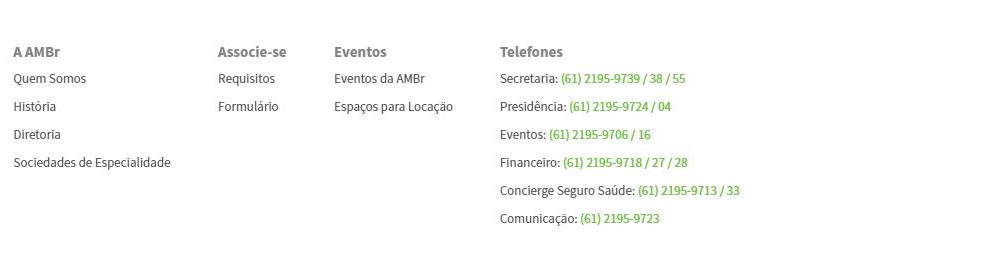 A AMBr
Quem Somos
História
Diretoria
Sociedades de Especialidade
Associe-se
Requisitos
Formulário
Eventos
Eventos da AMBr
Espaços para Locação
Telefones
Secretaria: (61) 2195-9739 / 38 / 55
Presidência: (61) 2195-9724 / 04
Eventos: (61) 2195-9706 / 16
Financeiro: (61) 2195-9718 / 27 / 28
Concierge Seguro Saúde: (61) 2195-9713 / 33
Comunicação: (61) 2195-9723